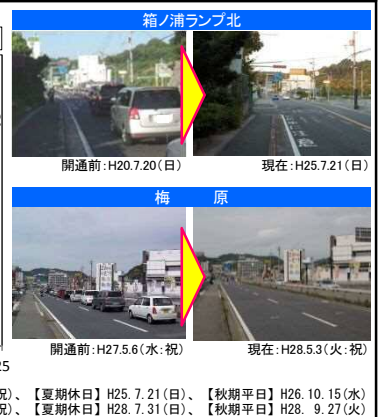 箱ノ浦ランプ北
開通前:H20.7.20(日)
現在:H25.7.21(日)
梅 原
開通前:H27.5.6(水:祝)
現在:H28.5.3(火:祝)
25
祝)、【夏期休日】H25.7.21(日)、【秋期平日】H26.10.15(水)
祝)、【夏期休日】H28.7.31(日)、【秋期平日】H28. 9.27(火)